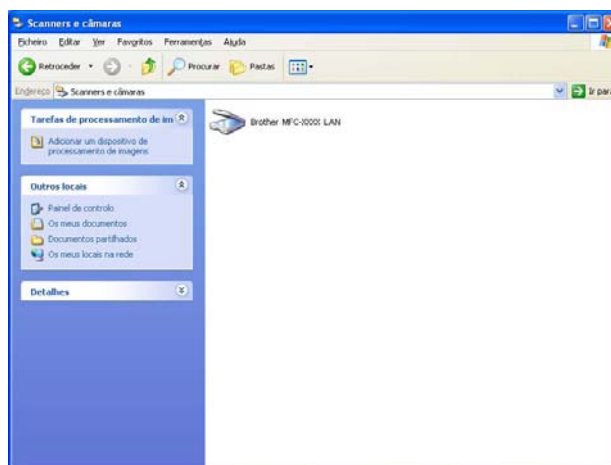 Scanners e câmaras
Ficheiro Editar Ver Favoritos Ferramentas Ajuda
Retroceder Procurar Pastas
Endereço Scanners e câmaras Ir para
Tarefas de processamento de im
Adicionar um dispositivo de
processamento de imagens
Outros locais
Painel de controlo
Os meus documentos
Documentos partilhados
Os meus locais na rede
Detalhes
Brother MFC-XXXX LAN